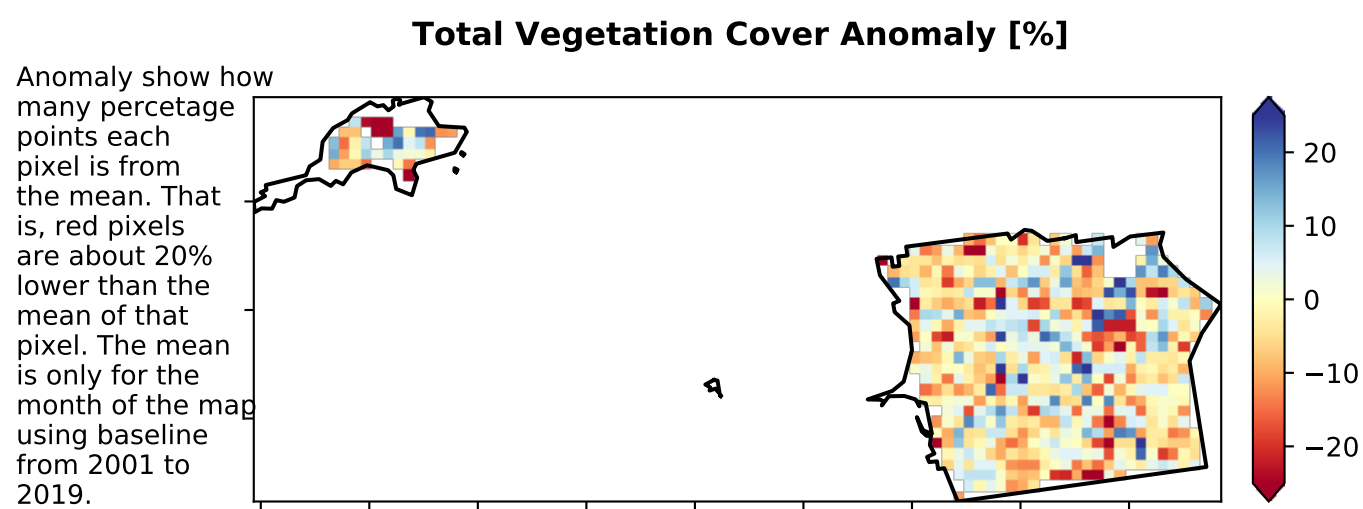 Total Vegetation Cover Anomaly [%]
Anomaly show how
many percetage
points each
pixel is from
the mean. That
is, red pixels
are about 20%
lower than the
mean of that
pixel. The mean
is only for the
month of the map
using baseline
from 2001 to
2019.
20
10
0
−10
−20